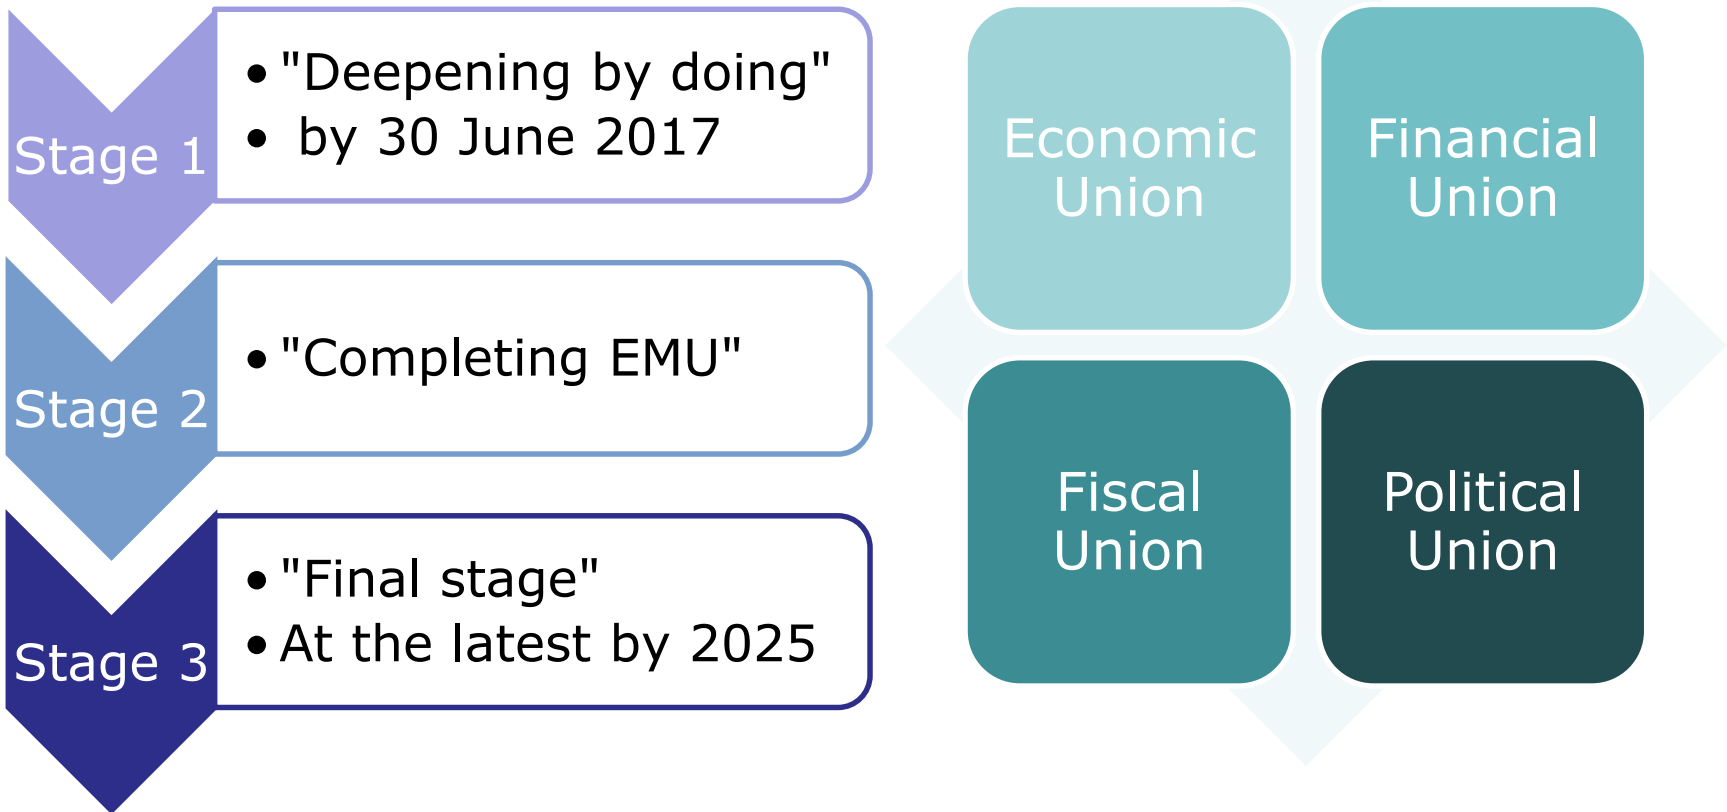 Stage 1
• "Deepening by doing"
• by 30 June 2017
Stage 2
• "Completing EMU"
Stage 3
• "Final stage"
• At the latest by 2025
Economic
Union
Financial
Union
Fiscal
Union
Political
Union